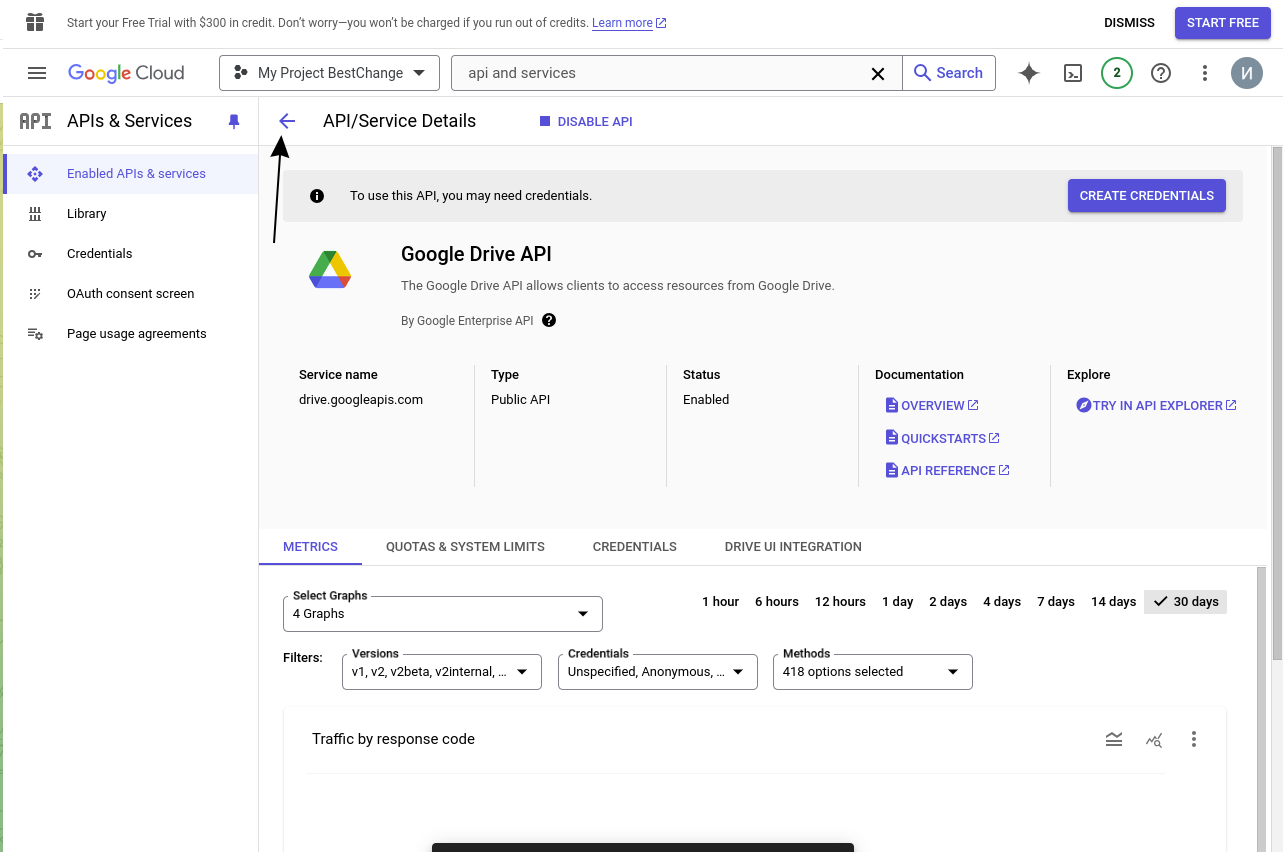 Start your Free Trial with $300 in credit. Don't worry—you won't be charged if you run out of credits. Learn more
DISMISS
START FREE
Google Cloud
My Project BestChange
api and services
Search
2
И
API
APIs & Services
API/Service Details
DISABLE API
Enabled APIs & services
Library
Credentials
OAuth consent screen
Page usage agreements
To use this API, you may need credentials.
CREATE CREDENTIALS
Google Drive API
The Google Drive API allows clients to access resources from Google Drive.
By Google Enterprise API
Service name
drive.googleapis.com
Type
Public API
Status
Enabled
Documentation
OVERVIEW
QUICKSTARTS
API REFERENCE
Explore
TRY IN API EXPLORER
METRICS
QUOTAS & SYSTEM LIMITS
CREDENTIALS
DRIVE UI INTEGRATION
Select Graphs
4 Graphs
1 hour
6 hours
12 hours
1 day
2 days
4 days
7 days
14 days
30 days
Filters:
Versions
v1, v2, v2beta, v2internal, ...
Credentials
Unspecified, Anonymous, ...
Methods
418 options selected
Traffic by response code